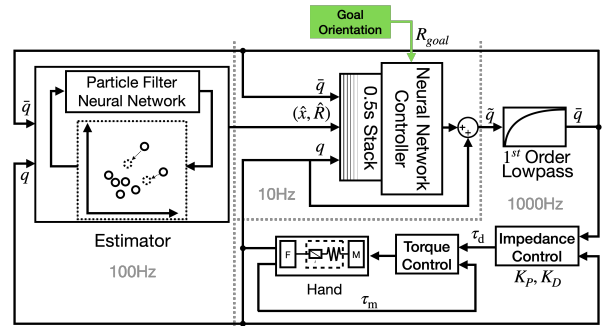 Goal
Orientation
R_goal
Particle Filter
Neural Network
q̄
q
Estimator
100Hz
q̄
(x̂, R̂)
q
0.5s Stack
Neural Network
Controller
10Hz
+
+
q̃
q̄
1st Order
Lowpass
1000Hz
F
M
Hand
τ_m
Torque
Control
τ_d
Impedance
Control
K_P, K_D